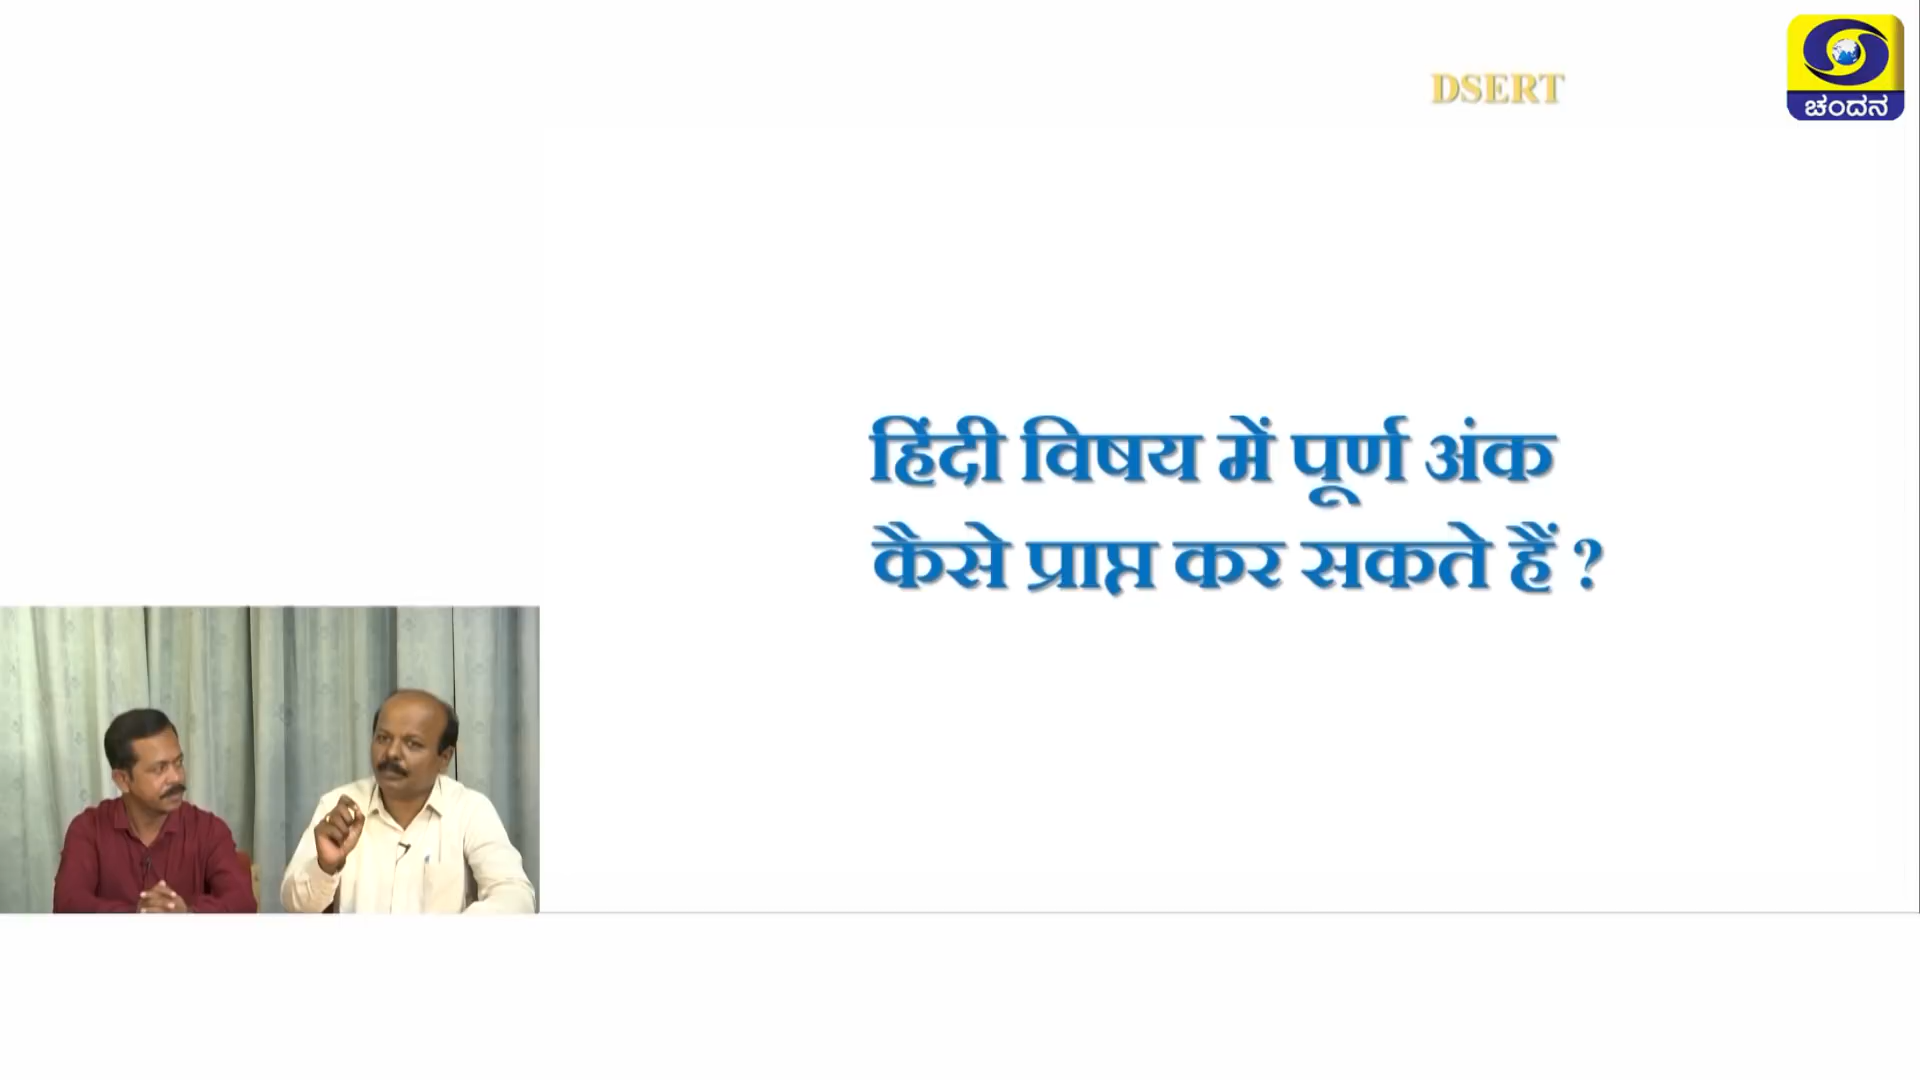 DSERT
ಚಂದನ
हिंदी विषय में पूर्ण अंक
कैसे प्राप्त कर सकते हैं ?